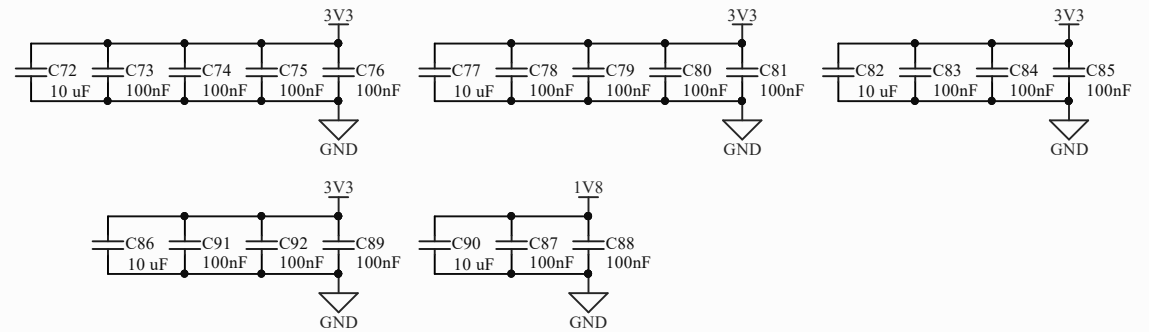 3V3 3V3 3V3
C72 C73 C74 C75 C76 C77 C78 C79 C80 C81 C82 C83 C84 C85
10 uF 100nF 100nF 100nF 100nF 10 uF 100nF 100nF 100nF 100nF 10 uF 100nF 100nF 100nF
GND GND GND
3V3 1V8
C86 C91 C92 C89 C90 C87 C88
10 uF 100nF 100nF 100nF 10 uF 100nF 100nF
GND GND